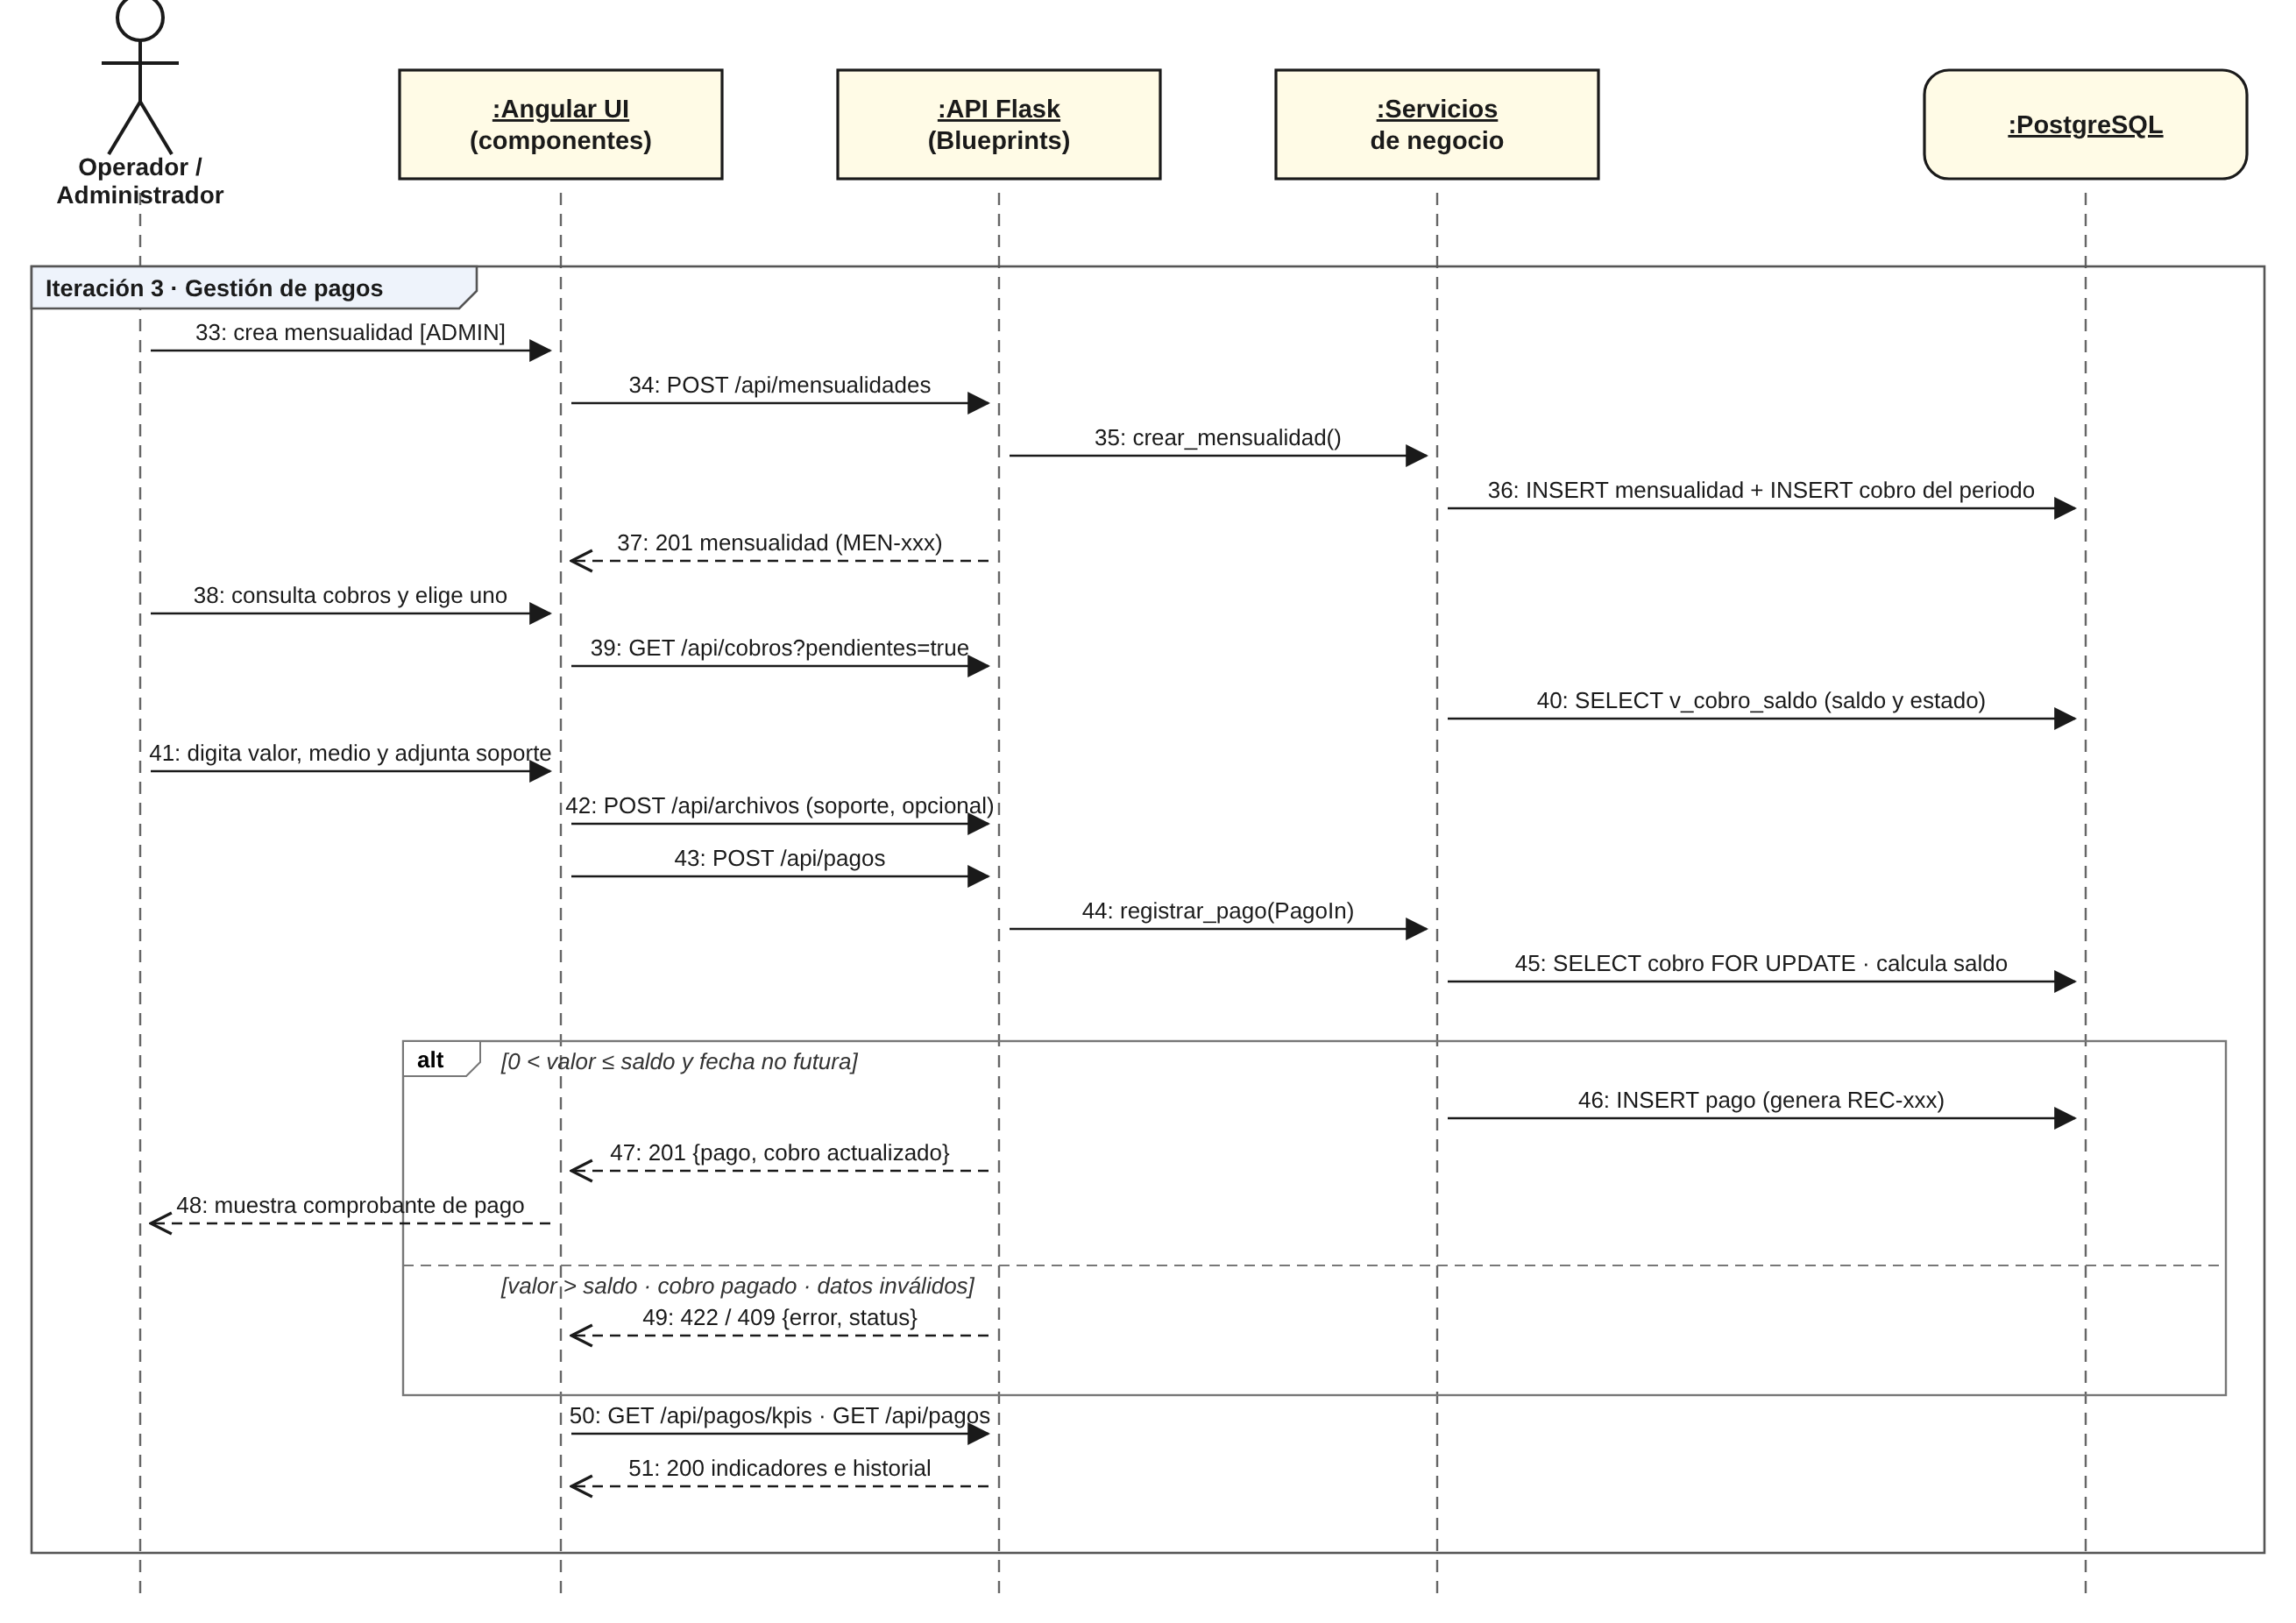 Operador /
Administrador
:Angular UI
(componentes)
:API Flask
(Blueprints)
:Servicios
de negocio
:PostgreSQL
Iteración 3 · Gestión de pagos
33: crea mensualidad [ADMIN]
34: POST /api/mensualidades
35: crear_mensualidad()
36: INSERT mensualidad + INSERT cobro del periodo
37: 201 mensualidad (MEN-xxx)
38: consulta cobros y elige uno
39: GET /api/cobros?pendientes=true
40: SELECT v_cobro_saldo (saldo y estado)
41: digita valor, medio y adjunta soporte
42: POST /api/archivos (soporte, opcional)
43: POST /api/pagos
44: registrar_pago(PagoIn)
45: SELECT cobro FOR UPDATE · calcula saldo
alt
[0 < valor ≤ saldo y fecha no futura]
46: INSERT pago (genera REC-xxx)
47: 201 {pago, cobro actualizado}
48: muestra comprobante de pago
[valor > saldo · cobro pagado · datos inválidos]
49: 422 / 409 {error, status}
50: GET /api/pagos/kpis · GET /api/pagos
51: 200 indicadores e historial